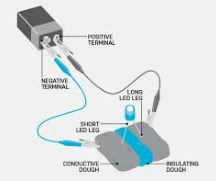 POSITIVE
TERMINAL
NEGATIVE
TERMINAL
LONG
LED LEG
SHORT
LED LEG
CONDUCTIVE
DOUGH
INSULATING
DOUGH